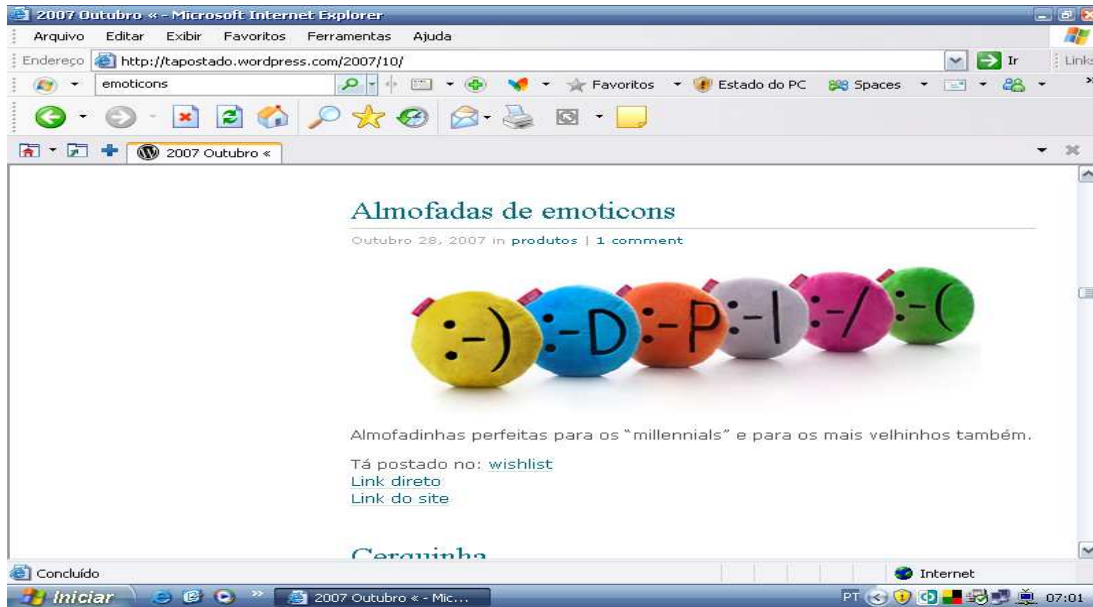 2007 Outubro « - Microsoft Internet Explorer
Arquivo Editar Exibir Favoritos Ferramentas Ajuda
Endereço http://tapostado.wordpress.com/2007/10/ Ir Links
emoticons Favoritos Estado do PC Spaces »
2007 Outubro «
Almofadas de emoticons
Outubro 28, 2007 in produtos | 1 comment
:-) :-D :-P :-| :-/ :-(
Almofadinhas perfeitas para os “millennials” e para os mais velhinhos também.
Tá postado no: wishlist
Link direto
Link do site
Cerquinha
Concluído Internet
Iniciar » 2007 Outubro « - Mic... PT 07:01